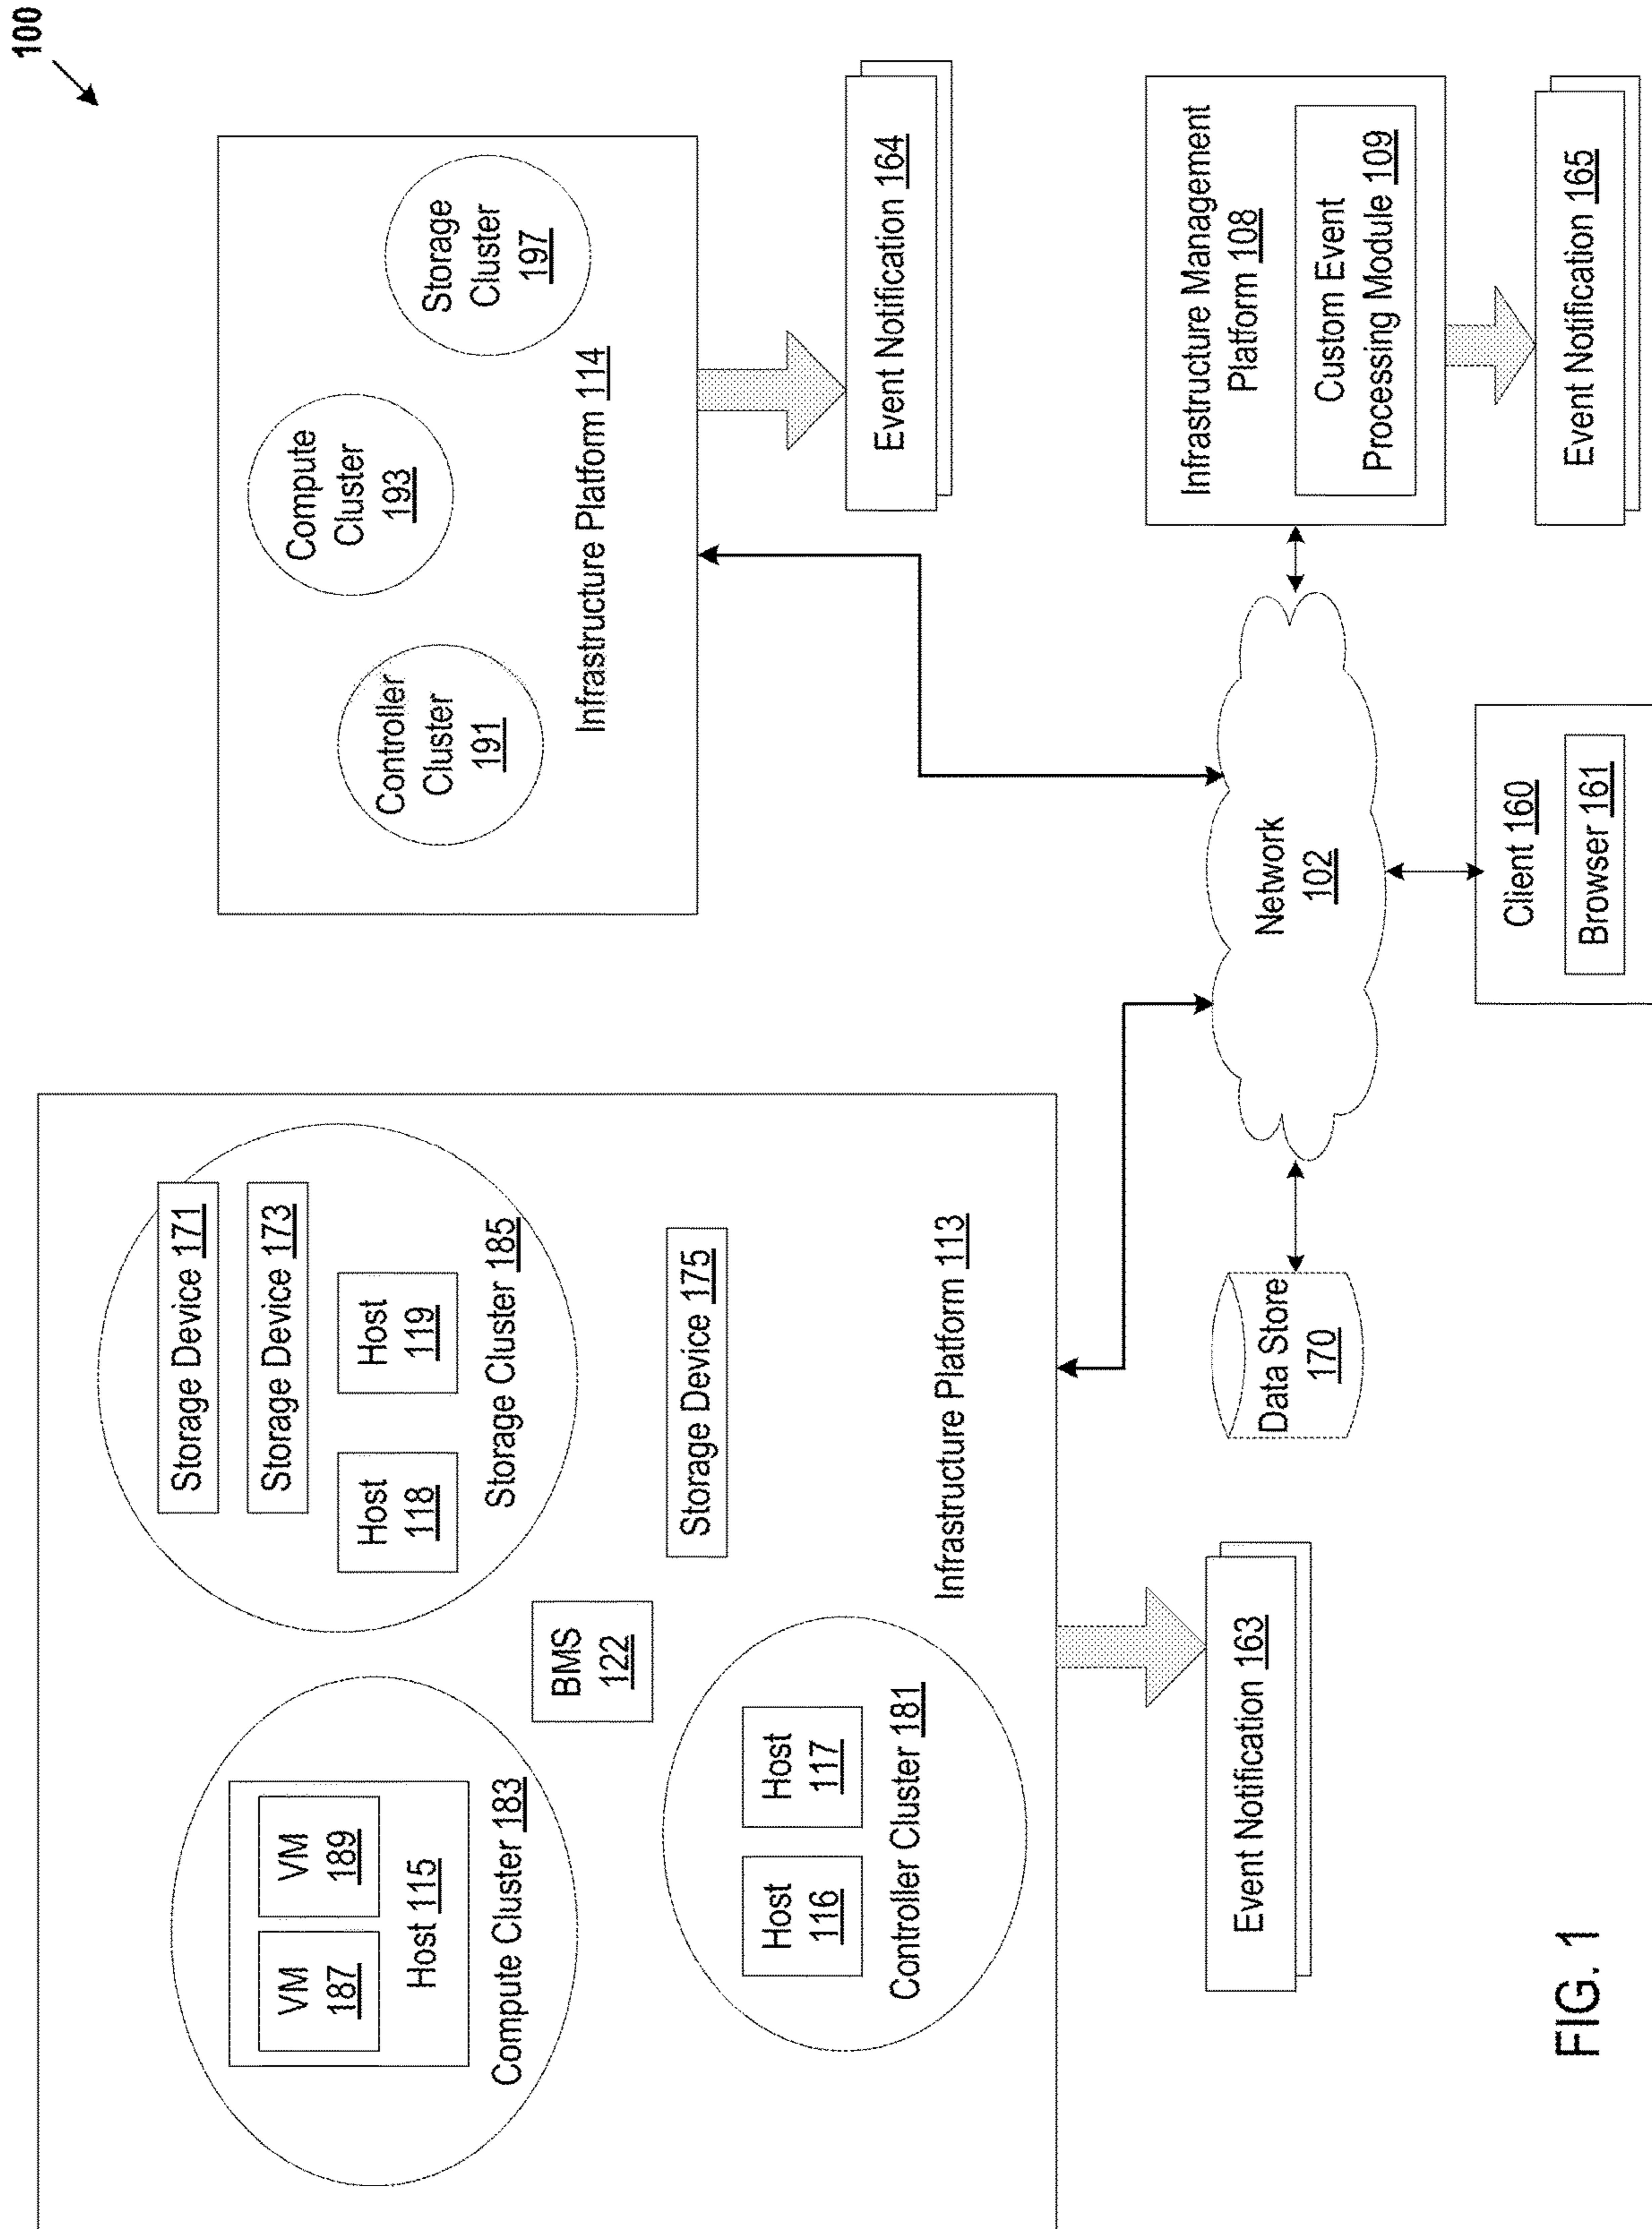 100
VM
187
VM
189
Host 115
Compute Cluster 183
Storage Device 171
Storage Device 173
Host
118
Host
119
Storage Cluster 185
BMS
122
Storage Device 175
Host
116
Host
117
Controller Cluster 181
Infrastructure Platform 113
Controller
Cluster
191
Compute
Cluster
193
Storage
Cluster
197
Infrastructure Platform 114
Event Notification 164
Event Notification 163
Data Store
170
Network
102
Infrastructure Management
Platform 108
Custom Event
Processing Module 109
Event Notification 165
Client 160
Browser 161
FIG. 1